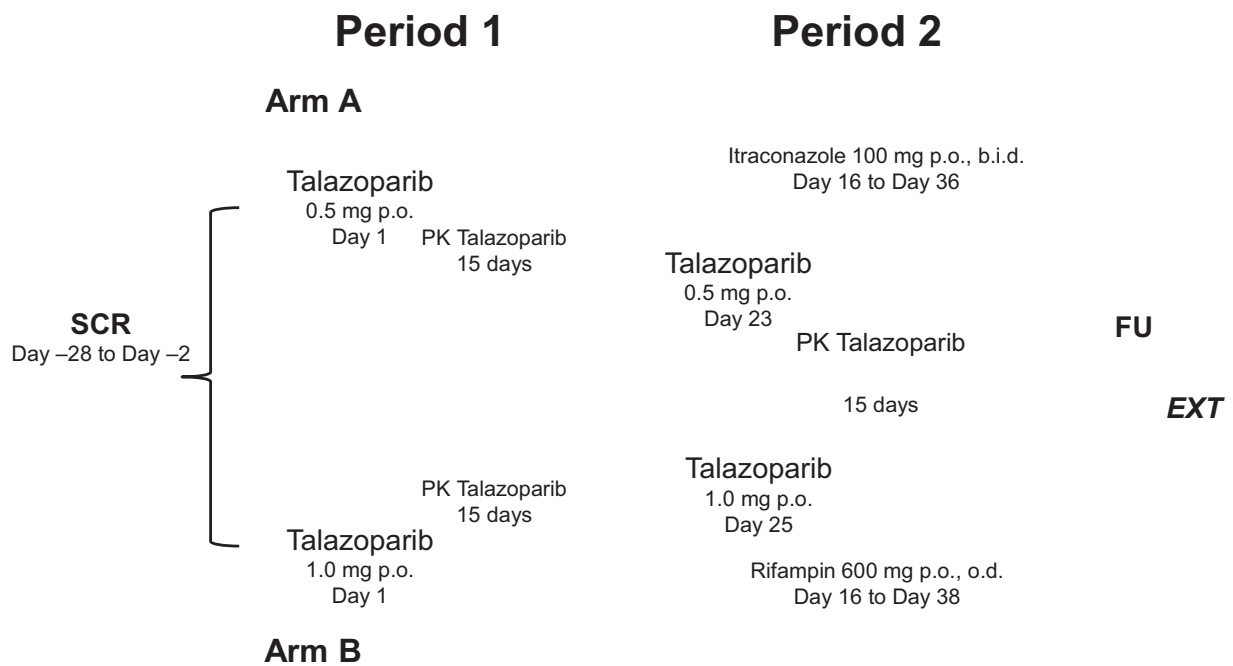 Period 1
Period 2
Arm A
Itraconazole 100 mg p.o., b.i.d.
Day 16 to Day 36
Talazoparib
0.5 mg p.o.
Day 1
PK Talazoparib
15 days
Talazoparib
0.5 mg p.o.
Day 23
PK Talazoparib
15 days
SCR
Day –28 to Day –2
FU
EXT
PK Talazoparib
15 days
Talazoparib
1.0 mg p.o.
Day 1
Talazoparib
1.0 mg p.o.
Day 25
Rifampin 600 mg p.o., o.d.
Day 16 to Day 38
Arm B